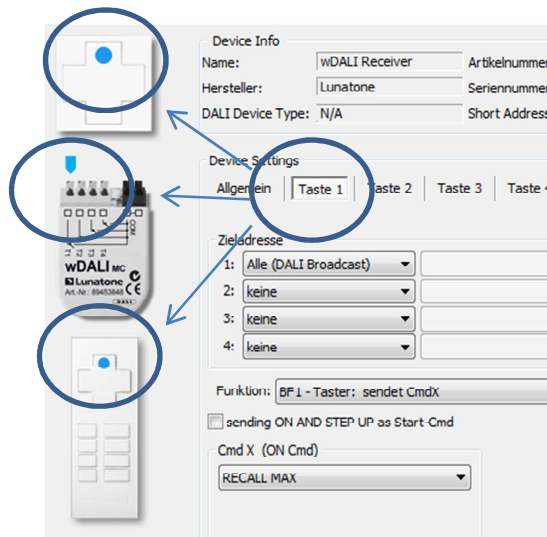 Device Info
Name: wDALI Receiver Artikelnummer
Hersteller: Lunatone Seriennummer
DALI Device Type: N/A Short Address
Device Settings
Allgemein Taste 1 Taste 2 Taste 3 Taste 4
Zieladresse
1: Alle (DALI Broadcast)
2: keine
3: keine
4: keine
Funktion: BF1 - Taster: sendet CmdX
sending ON AND STEP UP as Start-Cmd
Cmd X (ON Cmd)
RECALL MAX
COM
wDALI MC
Lunatone
Art.-Nr.: 89453848 CE
DALI